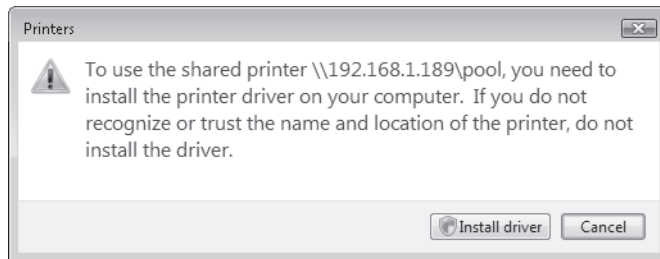 Printers
To use the shared printer \\192.168.1.189\pool, you need to
install the printer driver on your computer.  If you do not
recognize or trust the name and location of the printer, do not
install the driver.
Install driver
Cancel